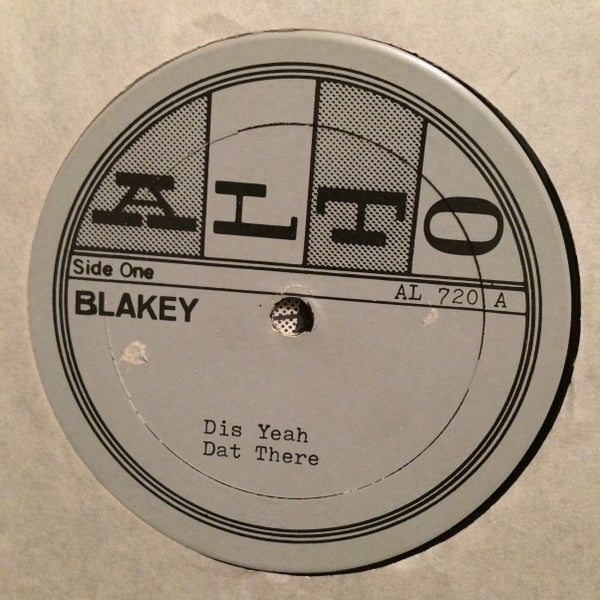 ALTO
Side One
AL 720 A
BLAKEY
Dis Yeah
Dat There